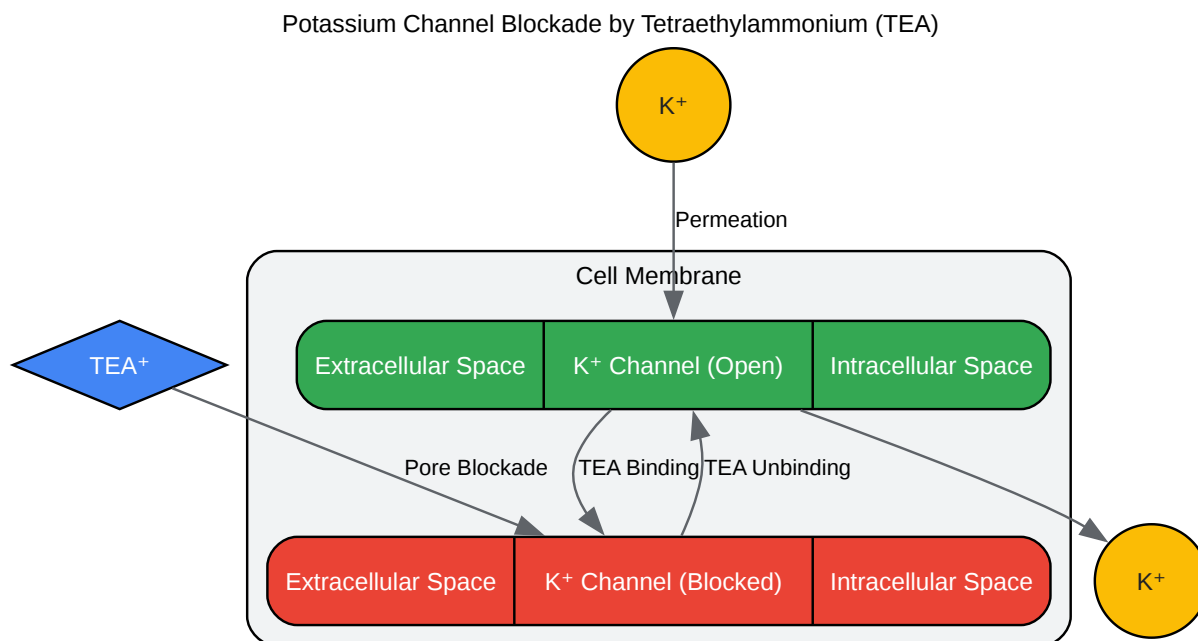 Potassium Channel Blockade by Tetraethylammonium (TEA)
K⁺
Permeation
Cell Membrane
TEA⁺
Extracellular Space
K⁺ Channel (Open)
Intracellular Space
Pore Blockade
TEA Binding
TEA Unbinding
Extracellular Space
K⁺ Channel (Blocked)
Intracellular Space
K⁺